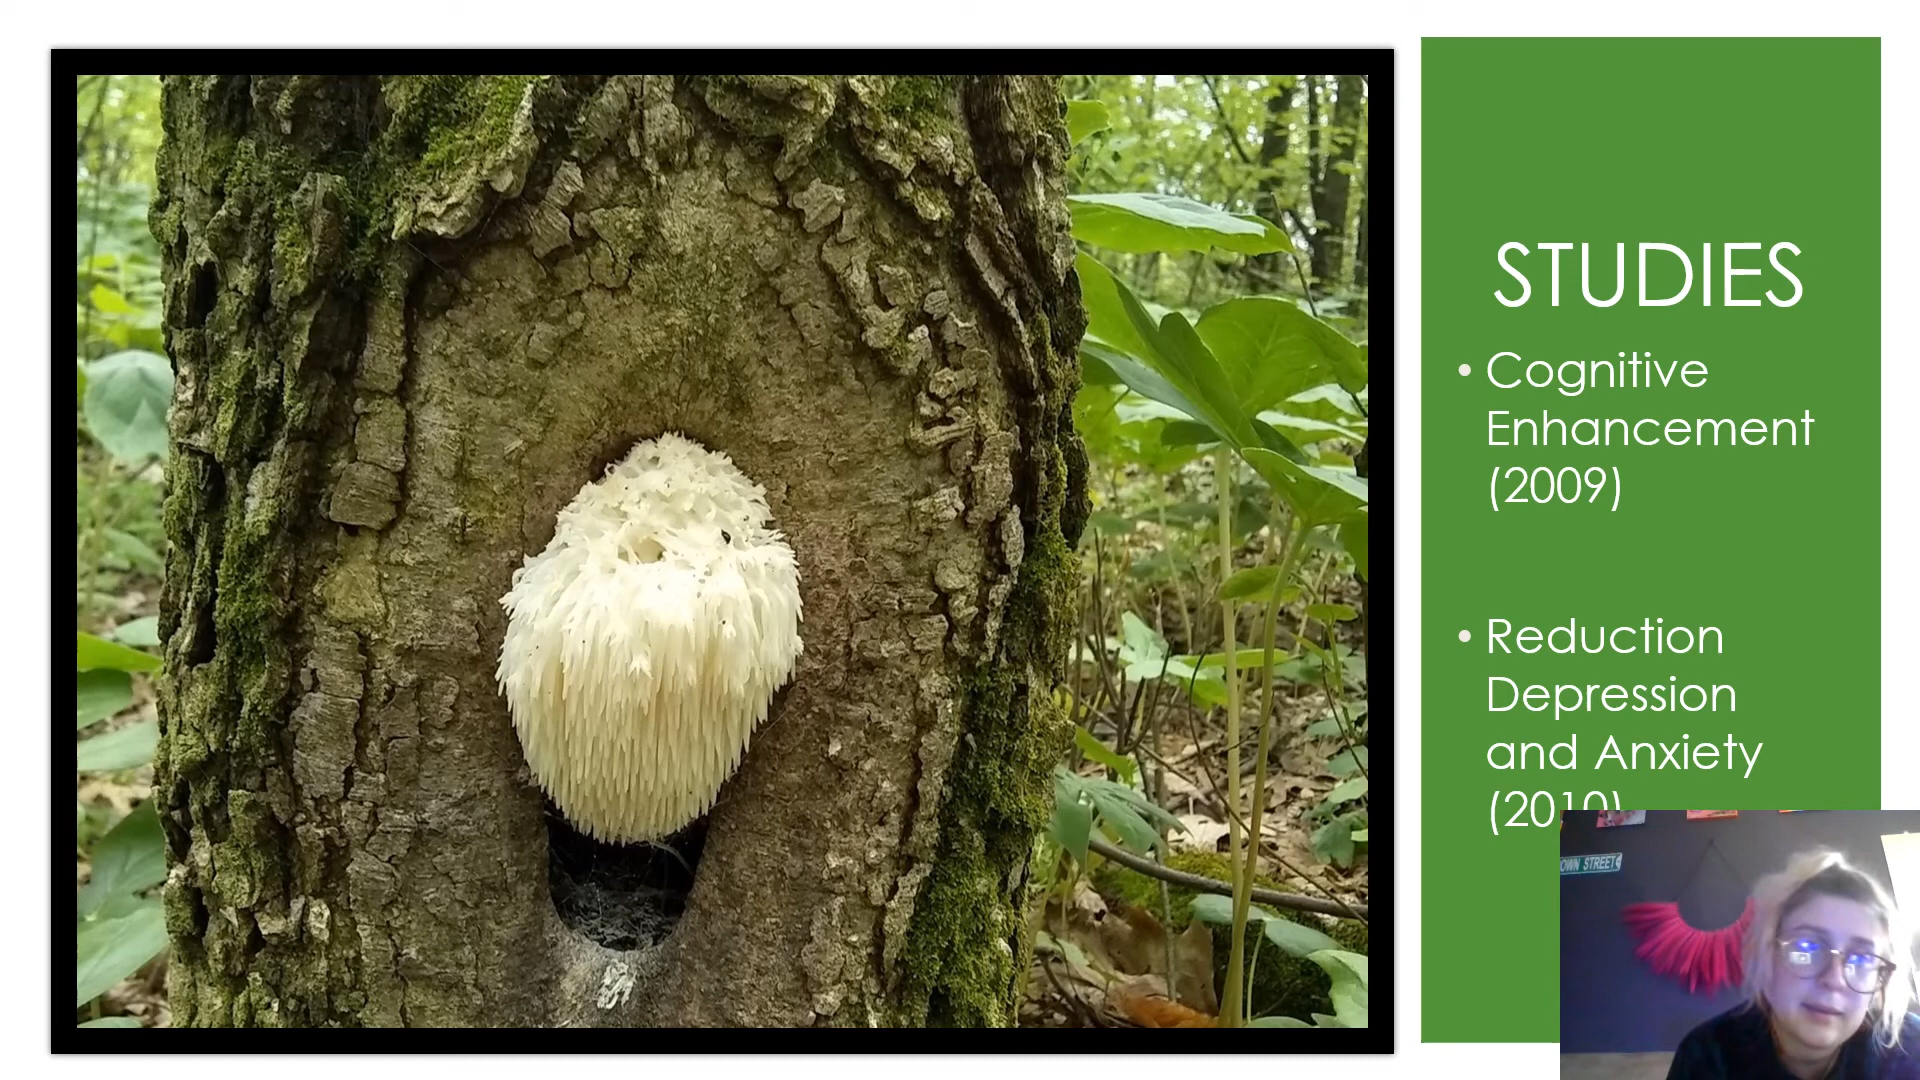 STUDIES
• Cognitive
Enhancement
(2009)
• Reduction
Depression
and Anxiety
(2010)
OWN STREET